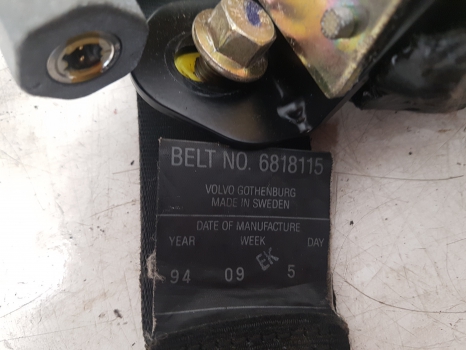 BELT NO. 6818115
VOLVO GOTHENBURG
MADE IN SWEDEN
DATE OF MANUFACTURE
YEAR WEEK DAY
EK
94 09 5